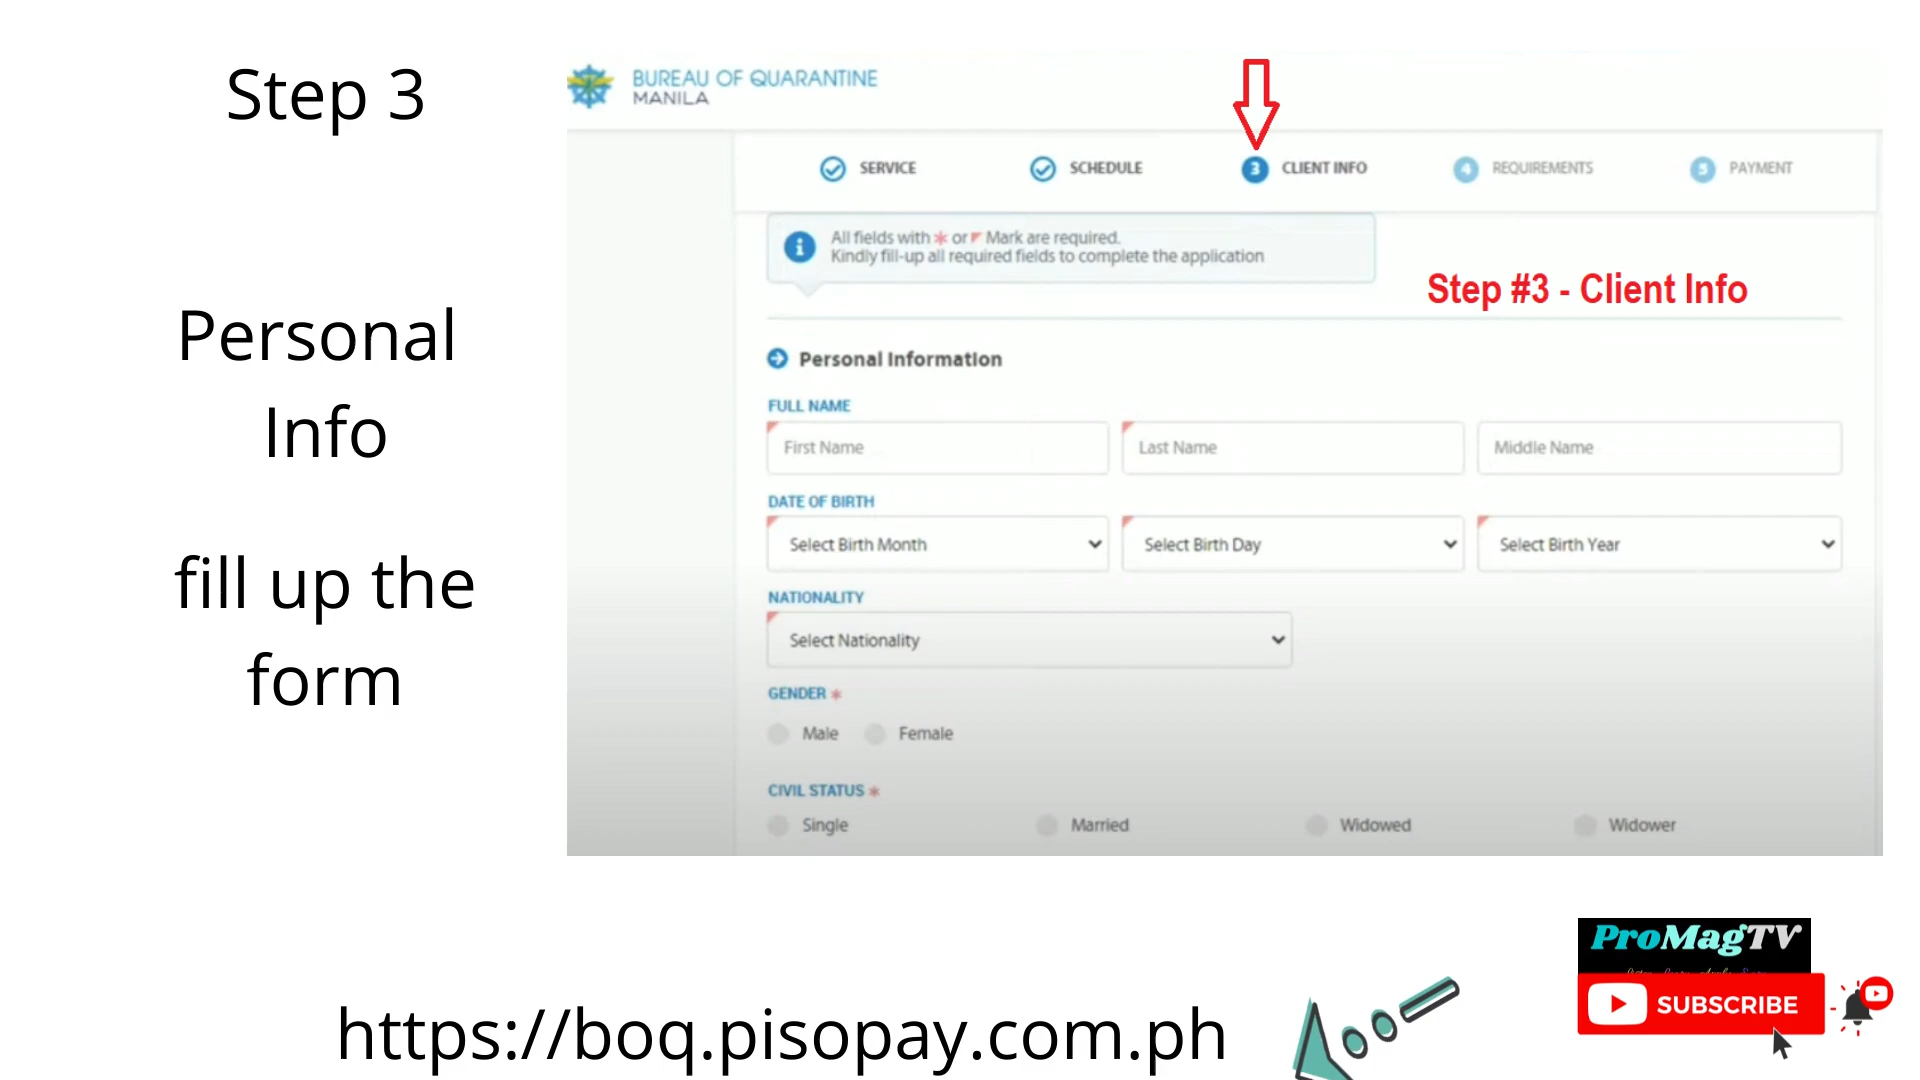 Step 3
Personal
Info
fill up the
form
BUREAU OF QUARANTINE
MANILA
SERVICE
SCHEDULE
3 CLIENT INFO
4 REQUIREMENTS
5 PAYMENT
All fields with * or Mark are required.
Kindly fill-up all required fields to complete the application
Step #3 - Client Info
Personal Information
FULL NAME
First Name
Last Name
Middle Name
DATE OF BIRTH
Select Birth Month
Select Birth Day
Select Birth Year
NATIONALITY
Select Nationality
GENDER *
Male
Female
CIVIL STATUS *
Single
Married
Widowed
Widower
ProMagTV
SUBSCRIBE
https://boq.pisopay.com.ph